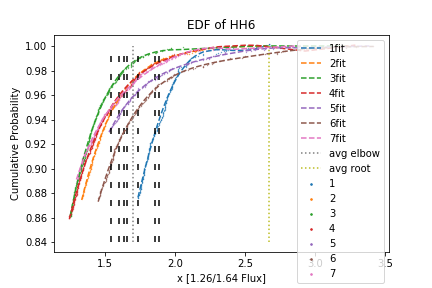 EDF of HH6
Cumulative Probability
1.00
0.98
0.96
0.94
0.92
0.90
0.88
0.86
0.84
1.5
2.0
2.5
3.0
3.5
x [1.26/1.64 Flux]
1fit
2fit
3fit
4fit
5fit
6fit
7fit
avg elbow
avg root
1
2
3
4
5
6
7